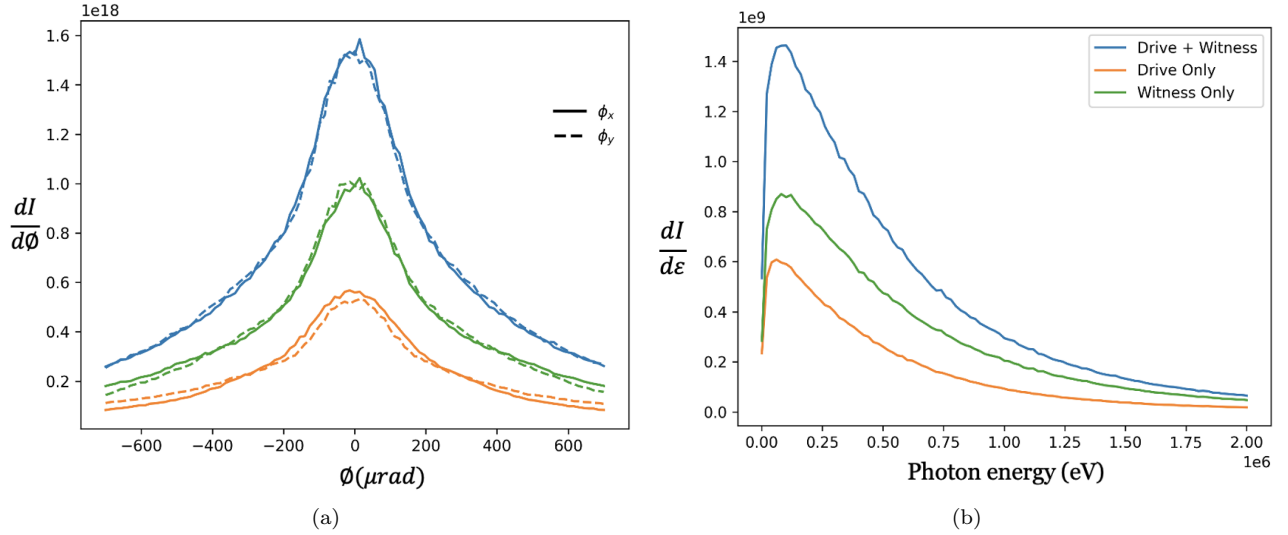 1e18
1.6
1.4
1.2
1.0
0.8
0.6
0.4
0.2
dI
dØ
ϕx
ϕy
−600 −400 −200 0 200 400 600
Ø(μrad)
(a)
1e9
1.4
1.2
1.0
0.8
0.6
0.4
0.2
0.0
dI
dε
Drive + Witness
Drive Only
Witness Only
0.00 0.25 0.50 0.75 1.00 1.25 1.50 1.75 2.00
1e6
Photon energy (eV)
(b)